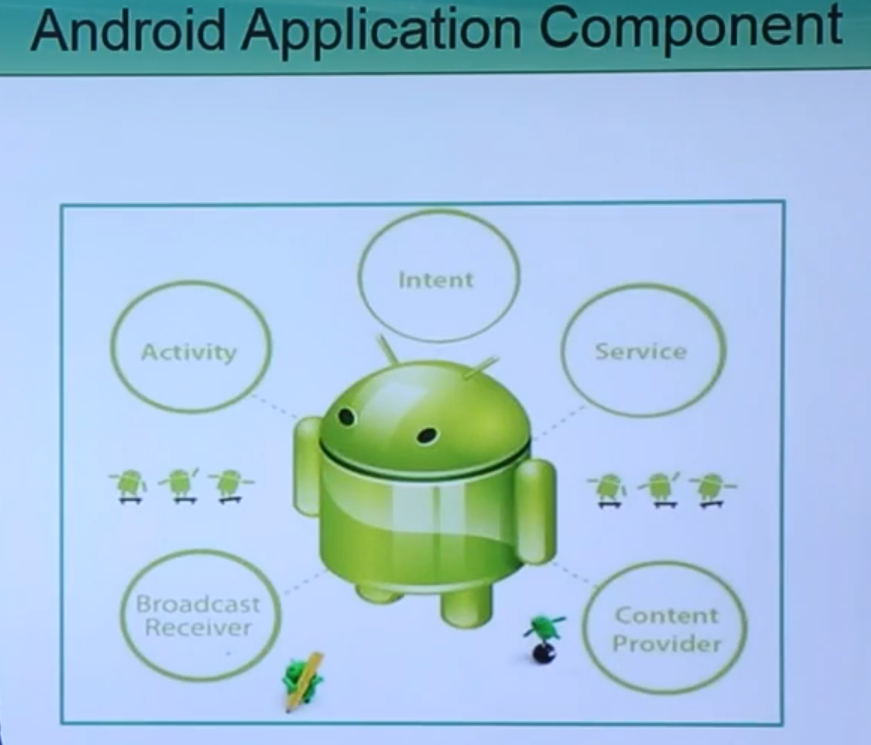 Android Application Component
Intent
Activity
Service
Broadcast
Receiver
Content
Provider